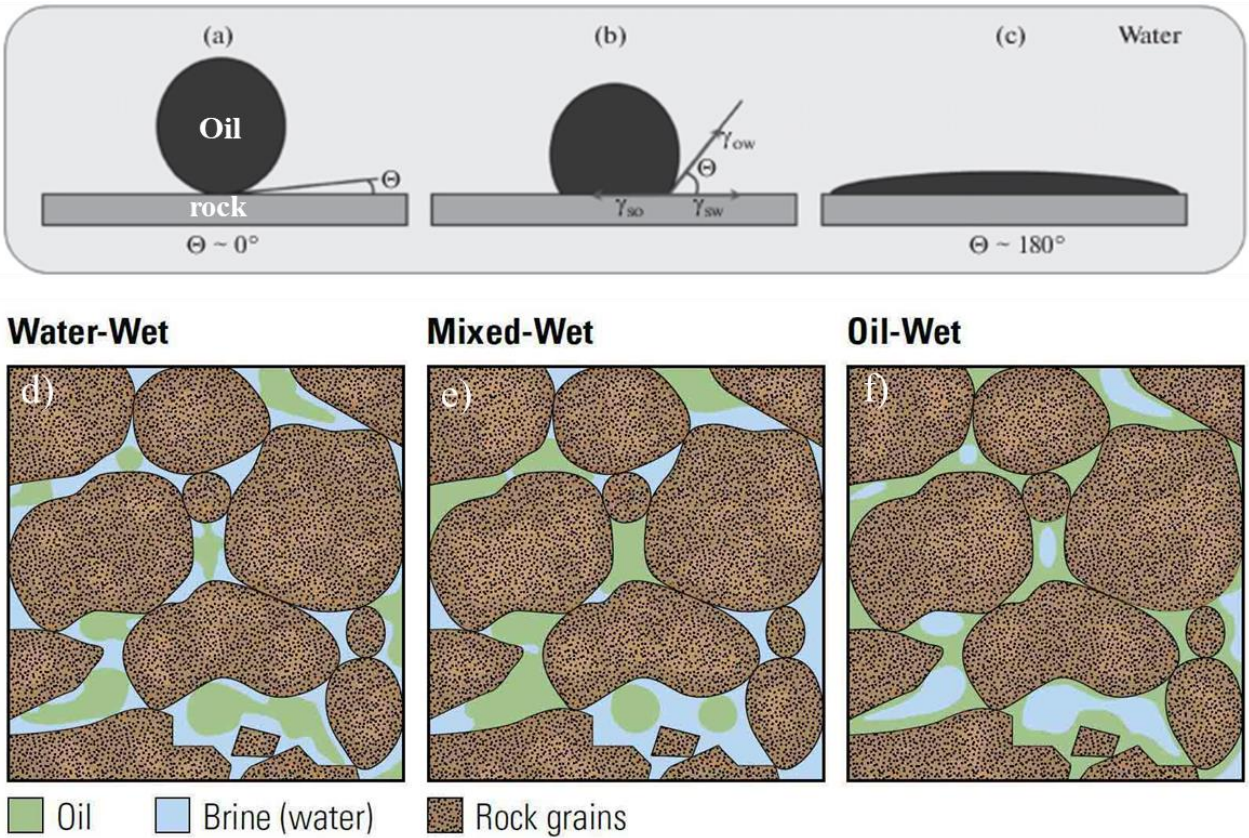 (a) (b) (c) Water
Oil
γow
Θ
Θ
rock
γso γsw
Θ ~ 0° Θ ~ 180°
Water-Wet Mixed-Wet Oil-Wet
d) e) f)
Oil Brine (water) Rock grains